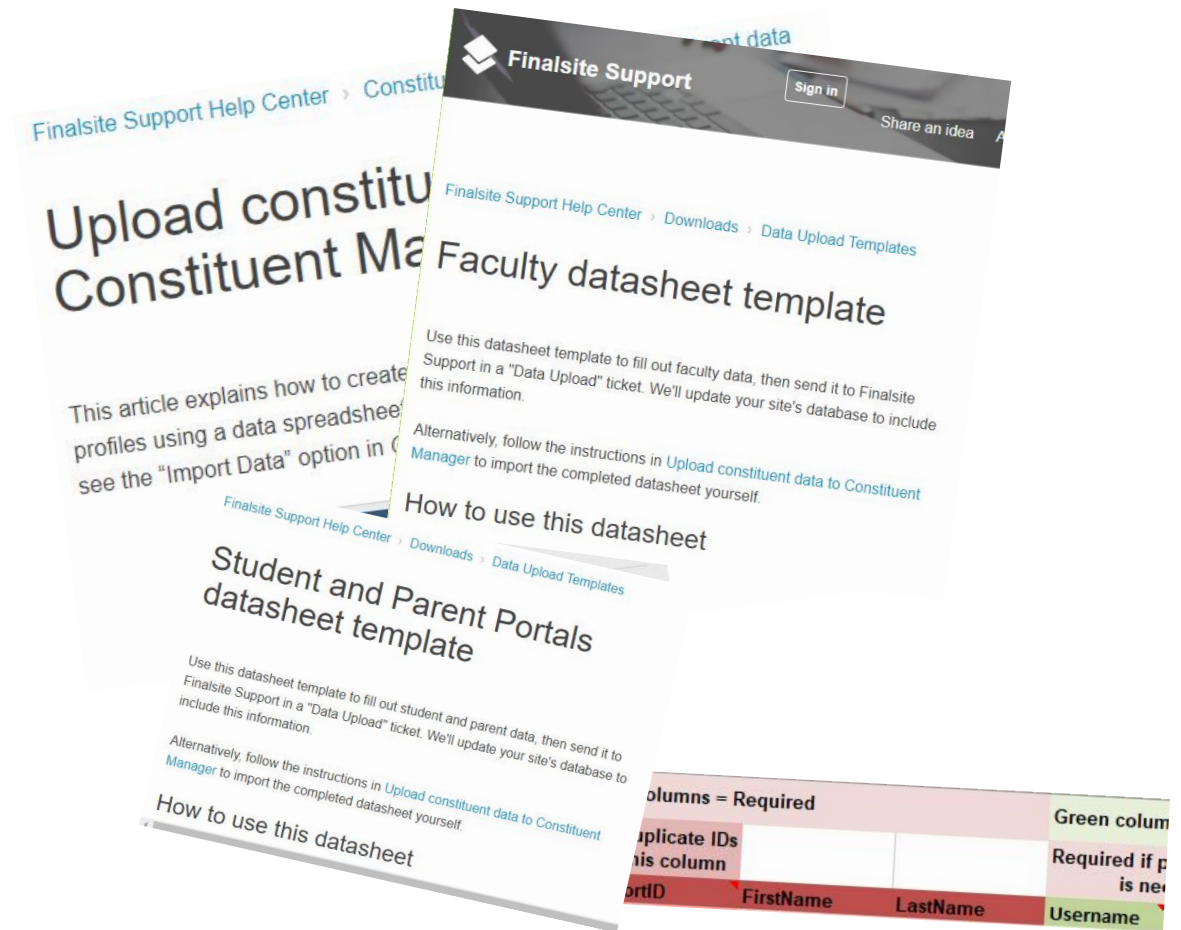 Finalsite Support Help Center › Constitu
nt data
Upload constitu
Constituent Ma
This article explains how to create
profiles using a data spreadsheet
see the “Import Data” option in
Finalsite Support
Sign in
Share an idea
Finalsite Support Help Center › Downloads › Data Upload Templates
Faculty datasheet template
Use this datasheet template to fill out faculty data, then send it to Finalsite
Support in a "Data Upload" ticket. We'll update your site's database to include
this information.
Alternatively, follow the instructions in Upload constituent data to Constituent
Manager to import the completed datasheet yourself.
How to use this datasheet
Finalsite Support Help Center › Downloads › Data Upload Templates
Student and Parent Portals
datasheet template
Use this datasheet template to fill out student and parent data, then send it to
Finalsite Support in a "Data Upload" ticket. We'll update your site's database to
include this information.
Alternatively, follow the instructions in Upload constituent data to Constituent
Manager to import the completed datasheet yourself.
How to use this datasheet
olumns = Required
Green colum
uplicate IDs
his column
Required if p
is nee
ortID
FirstName
LastName
Username